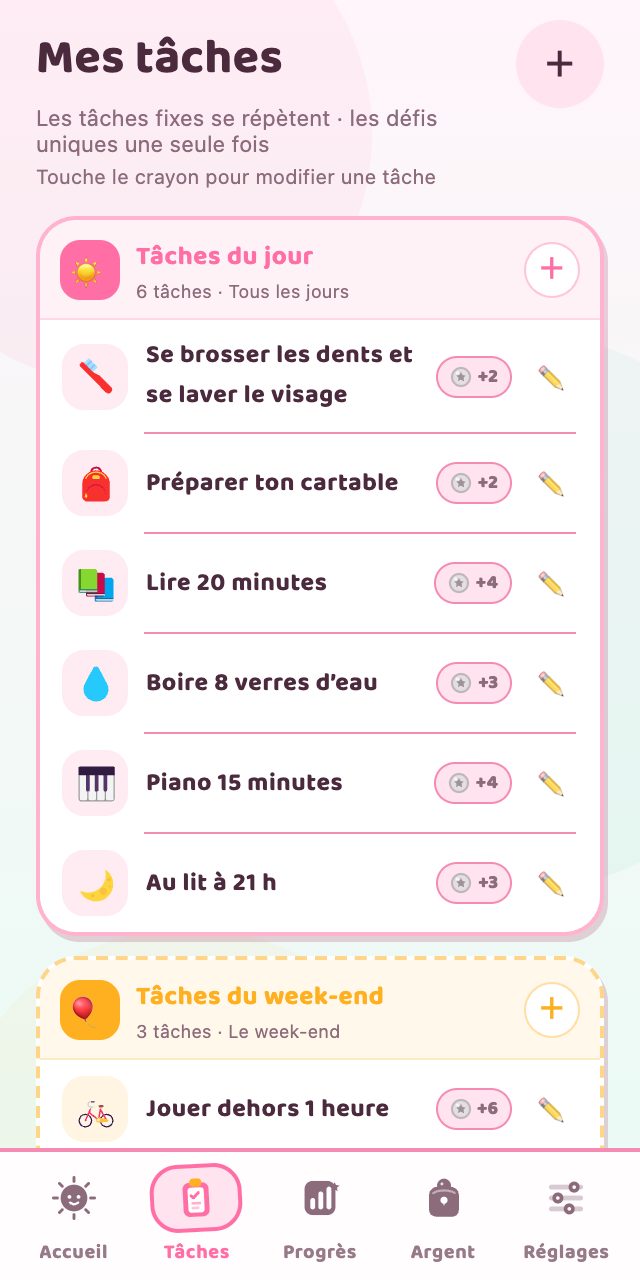 Mes tâches
+
Les tâches fixes se répètent · les défis
uniques une seule fois
Touche le crayon pour modifier une tâche
Tâches du jour
6 tâches · Tous les jours
+
Se brosser les dents et
se laver le visage
+2
Préparer ton cartable
+2
Lire 20 minutes
+4
Boire 8 verres d’eau
+3
Piano 15 minutes
+4
Au lit à 21 h
+3
Tâches du week-end
3 tâches · Le week-end
+
Jouer dehors 1 heure
+6
Accueil
Tâches
Progrès
Argent
Réglages